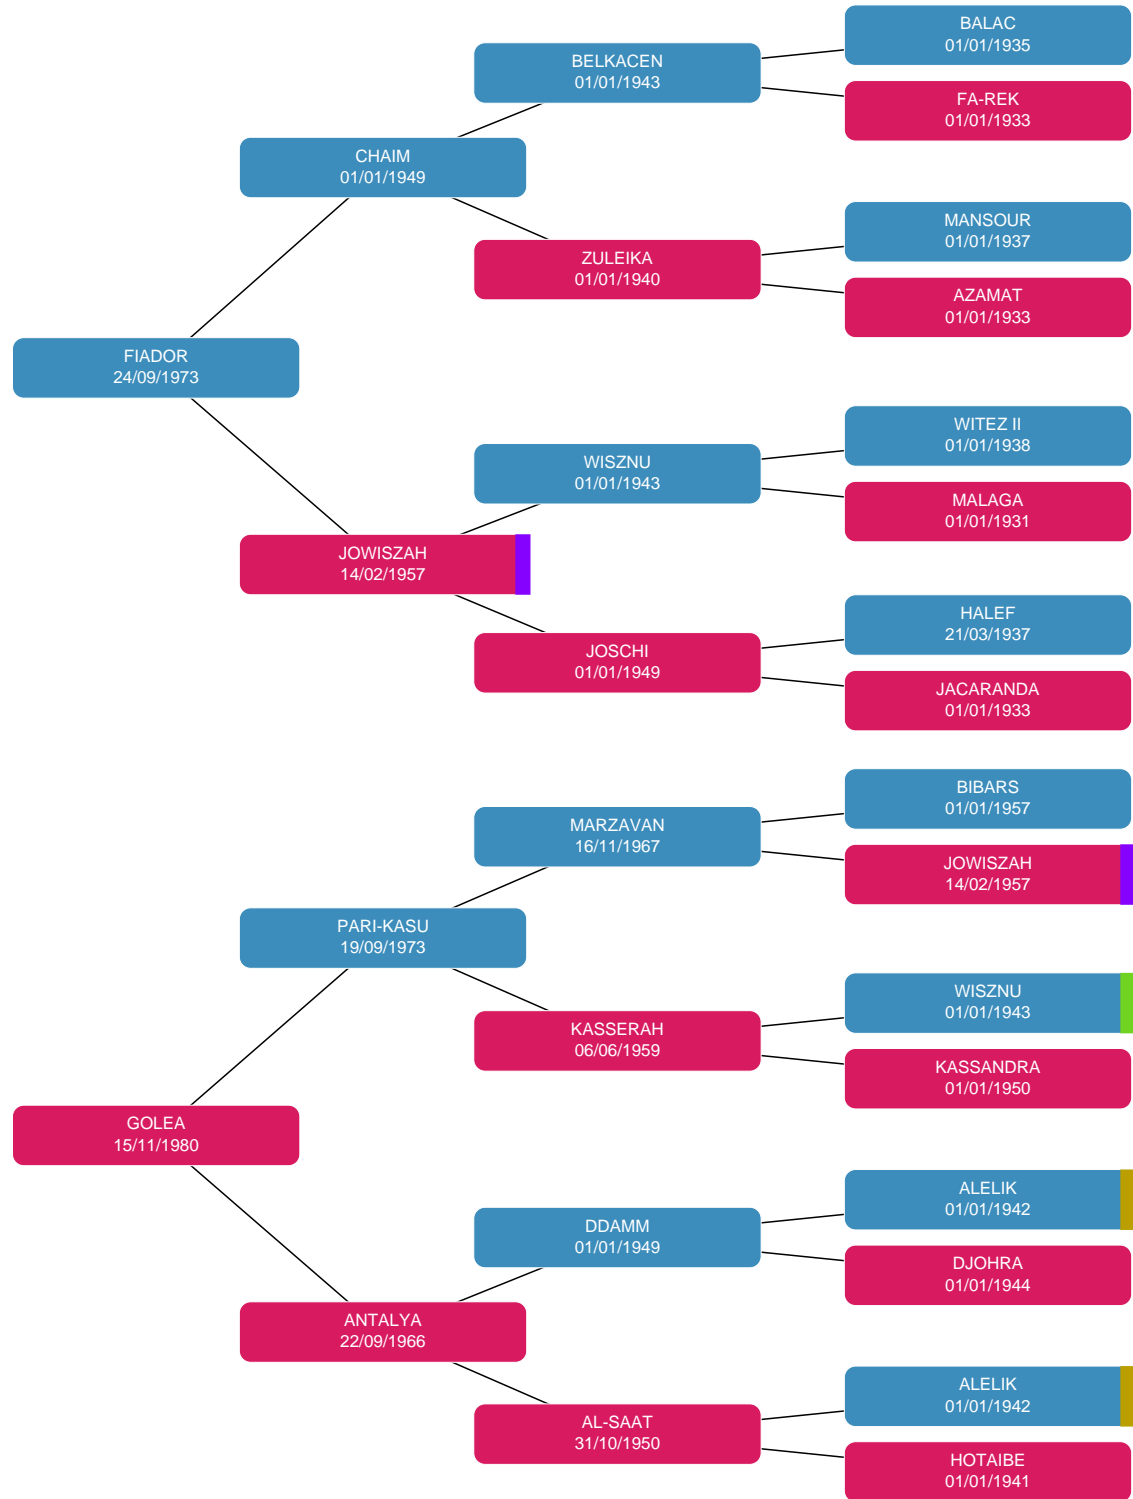 BALAC
01/01/1935
BELKACEN
01/01/1943
FA-REK
01/01/1933
CHAIM
01/01/1949
MANSOUR
01/01/1937
ZULEIKA
01/01/1940
AZAMAT
01/01/1933
FIADOR
24/09/1973
WITEZ II
01/01/1938
WISZNU
01/01/1943
MALAGA
01/01/1931
JOWISZAH
14/02/1957
HALEF
21/03/1937
JOSCHI
01/01/1949
JACARANDA
01/01/1933
BIBARS
01/01/1957
MARZAVAN
16/11/1967
JOWISZAH
14/02/1957
PARI-KASU
19/09/1973
WISZNU
01/01/1943
KASSERAH
06/06/1959
KASSANDRA
01/01/1950
GOLEA
15/11/1980
ALELIK
01/01/1942
DDAMM
01/01/1949
DJOHRA
01/01/1944
ANTALYA
22/09/1966
ALELIK
01/01/1942
AL-SAAT
31/10/1950
HOTAIBE
01/01/1941